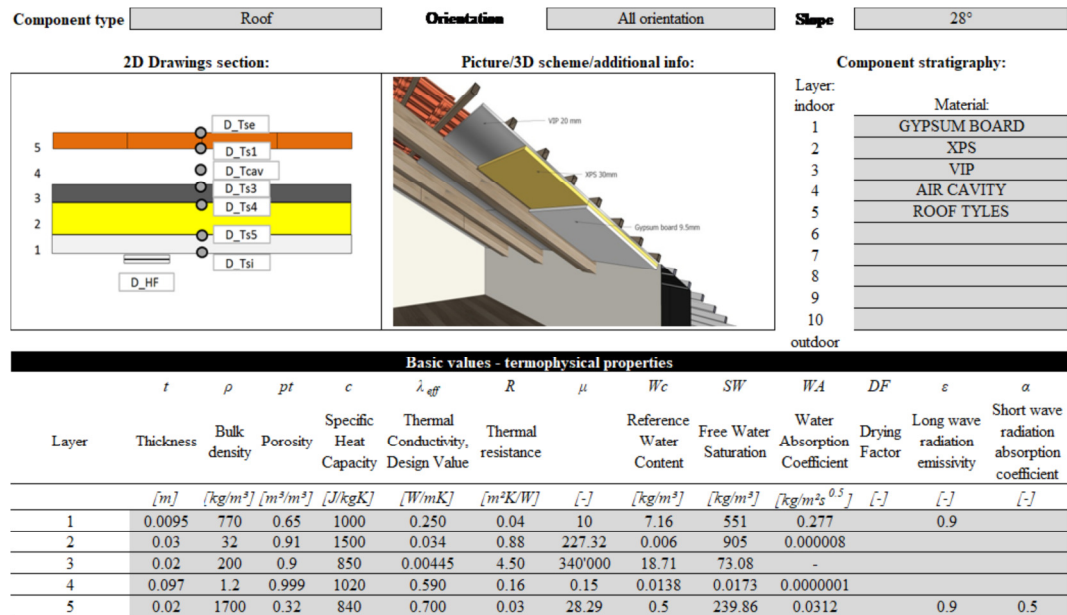 Component type Roof Orientation All orientation Slope 28°
2D Drawings section: Picture/3D scheme/additional info: Component stratigraphy:
Layer:
indoor Material:
1 GYPSUM BOARD
2 XPS
3 VIP
4 AIR CAVITY
5 ROOF TYLES
6
7
8
9
10
outdoor
D_Tse
5 D_Ts1
4 D_Tcav
3 D_Ts3
D_Ts4
2
D_Ts5
1
D_Tsi
D_HF
VIP 20 mm
XPS 30mm
Gypsum board 9.5mm
Basic values - termophysical properties
t ρ pt c λ eff R μ Wc SW WA DF ε α
Layer Thickness Bulk density Porosity Specific Heat Capacity Thermal Conductivity, Design Value Thermal resistance Reference Water Content Free Water Saturation Water Absorption Coefficient Drying Factor Long wave radiation emissivity Short wave radiation absorption coefficient
[m] [kg/m³] [m³/m³] [J/kgK] [W/mK] [m²K/W] [-] [kg/m³] [kg/m³] [kg/m²s 0.5 ] [-] [-] [-]
1 0.0095 770 0.65 1000 0.250 0.04 10 7.16 551 0.277 0.9
2 0.03 32 0.91 1500 0.034 0.88 227.32 0.006 905 0.000008
3 0.02 200 0.9 850 0.00445 4.50 340'000 18.71 73.08 -
4 0.097 1.2 0.999 1020 0.590 0.16 0.15 0.0138 0.0173 0.0000001
5 0.02 1700 0.32 840 0.700 0.03 28.29 0.5 239.86 0.0312 0.9 0.5